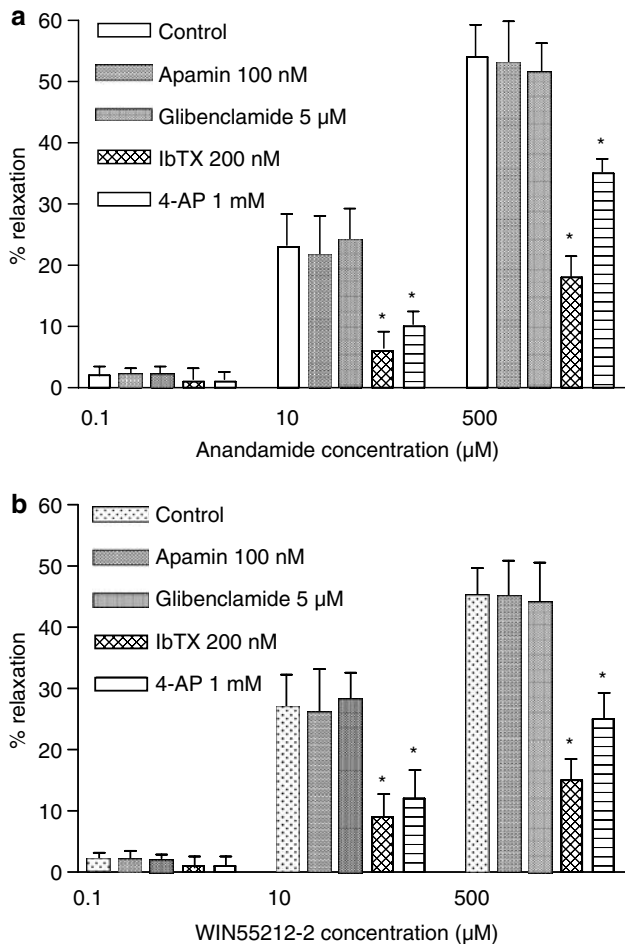 a
60
50
40
30
20
10
0
% relaxation
Control
Apamin 100 nM
Glibenclamide 5 µM
IbTX 200 nM
4-AP 1 mM
* * * *
0.1 10 500
Anandamide concentration (µM)
b
60
50
40
30
20
10
0
% relaxation
Control
Apamin 100 nM
Glibenclamide 5 µM
IbTX 200 nM
4-AP 1 mM
* * * *
0.1 10 500
WIN55212-2 concentration (µM)